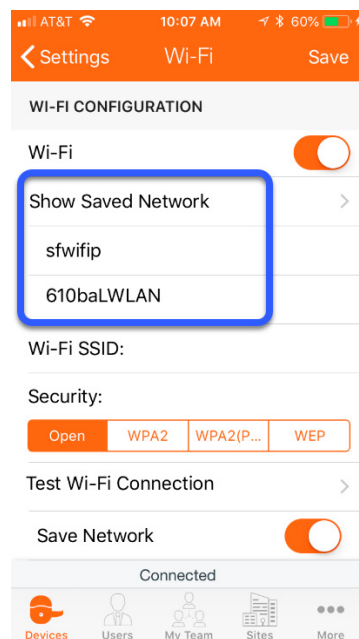 AT&T 10:07 AM 60%
Settings Wi-Fi Save
WI-FI CONFIGURATION
Wi-Fi
Show Saved Network
sfwifip
610baLWLAN
Wi-Fi SSID:
Security:
Open WPA2 WPA2(P... WEP
Test Wi-Fi Connection
Save Network
Connected
Devices Users My Team Sites More